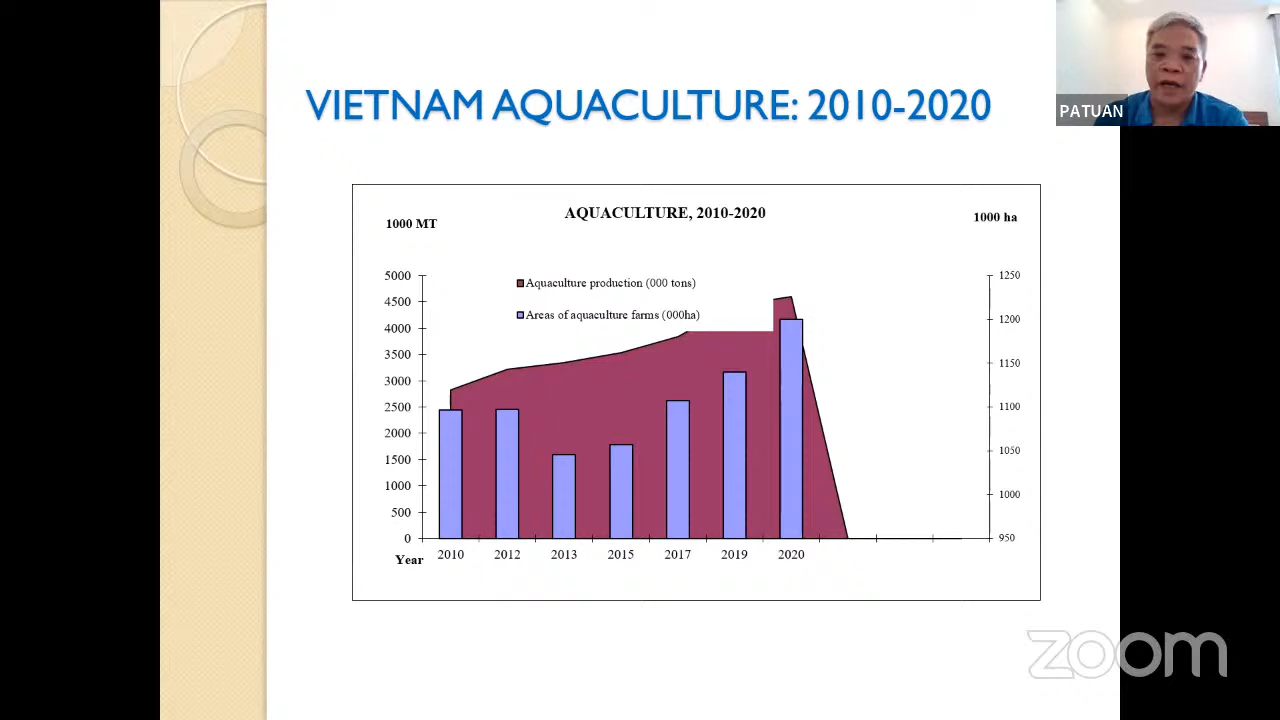 PATUAN
VIETNAM AQUACULTURE: 2010-2020
AQUACULTURE, 2010-2020
1000 MT
1000 ha
Aquaculture production (000 tons)
Areas of aquaculture farms (000ha)
5000
4500
4000
3500
3000
2500
2000
1500
1000
500
0
1250
1200
1150
1100
1050
1000
950
Year
2010 2012 2013 2015 2017 2019 2020
zoom